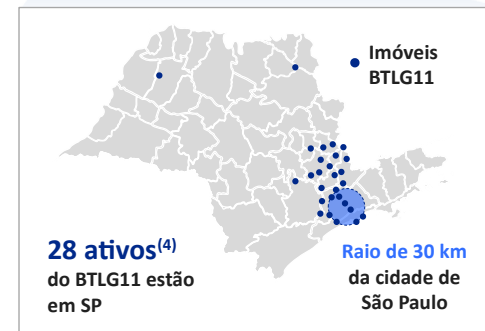 Imóveis
BTLG11
28 ativos(4)
do BTLG11 estão
em SP
Raio de 30 km
da cidade de
São Paulo